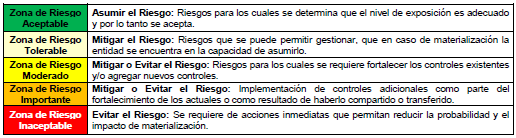 Zona de Riesgo Aceptable
Asumir el Riesgo: Riesgos para los cuales se determina que el nivel de exposición es adecuado
y por lo tanto se acepta.
Zona de Riesgo Tolerable
Mitigar el Riesgo: Riesgos que se puede permitir gestionar, que en caso de materialización la
entidad se encuentra en la capacidad de asumirlo.
Zona de Riesgo Moderado
Mitigar o Evitar el Riesgo: Riesgos para los cuales se requiere fortalecer los controles existentes
y/o agregar nuevos controles.
Zona de Riesgo Importante
Mitigar o Evitar el Riesgo: Implementación de controles adicionales como parte del
fortalecimiento de los actuales o como resultado de haberlo compartido o transferido.
Zona de Riesgo Inaceptable
Evitar el Riesgo: Se requiere de acciones inmediatas que permitan reducir la probabilidad y el
impacto de materialización.